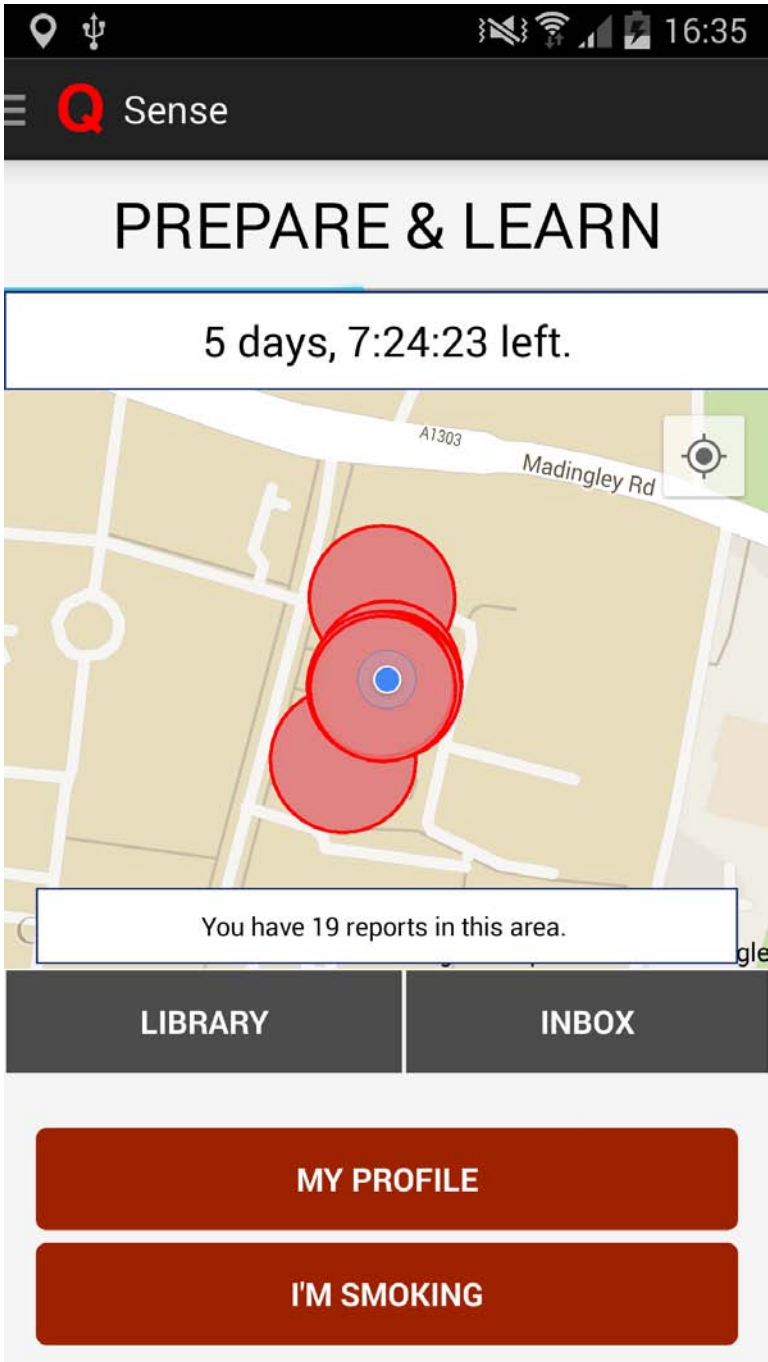 16:35
Q Sense
PREPARE & LEARN
5 days, 7:24:23 left.
A1303
Madingley Rd
You have 19 reports in this area.
gle
LIBRARY
INBOX
MY PROFILE
I'M SMOKING